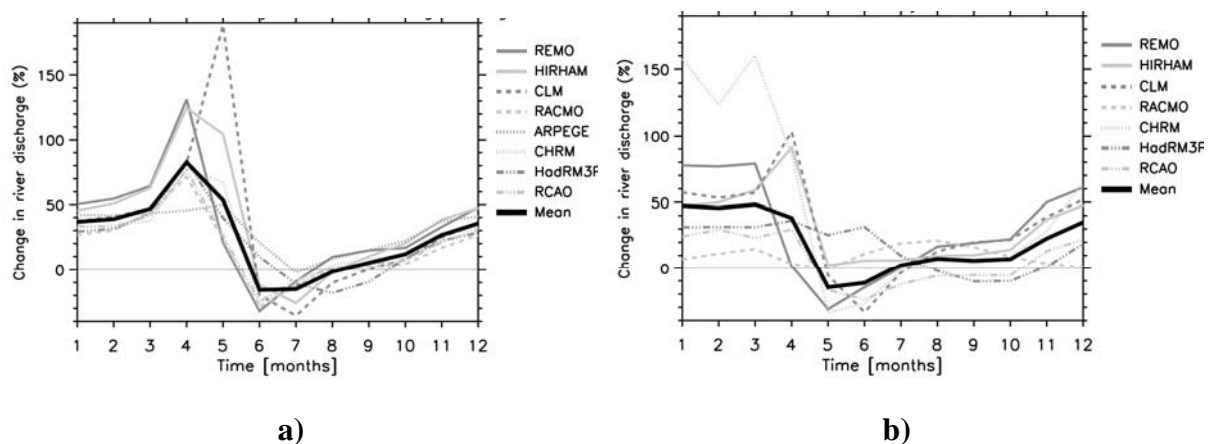 Change in river discharge (%)
150
100
50
0
1 2 3 4 5 6 7 8 9 10 11 12
Time [months]
REMO
HIRHAM
CLM
RACMO
ARPEGE
CHRM
HadRM3P
RCAO
Mean
a)
Change in river discharge (%)
150
100
50
0
1 2 3 4 5 6 7 8 9 10 11 12
Time [months]
REMO
HIRHAM
CLM
RACMO
CHRM
HadRM3P
RCAO
Mean
b)